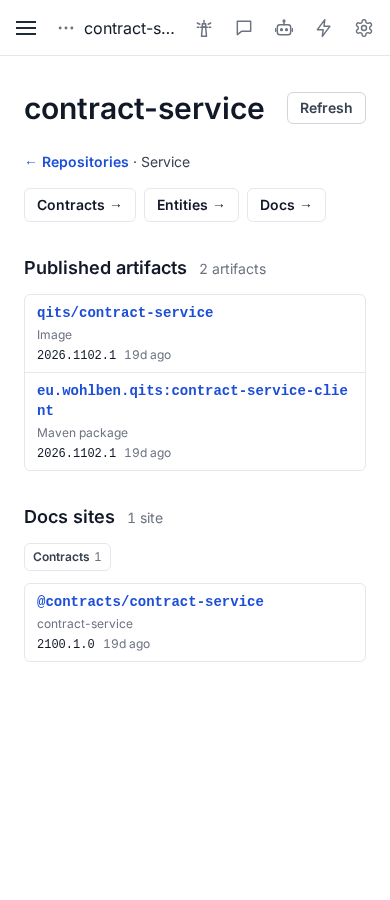 contract-s...
contract-service
Refresh
← Repositories · Service
Contracts →
Entities →
Docs →
Published artifacts 2 artifacts
qits/contract-service
Image
2026.1102.1 19d ago
eu.wohlben.qits:contract-service-clie
nt
Maven package
2026.1102.1 19d ago
Docs sites 1 site
Contracts 1
@contracts/contract-service
contract-service
2100.1.0 19d ago